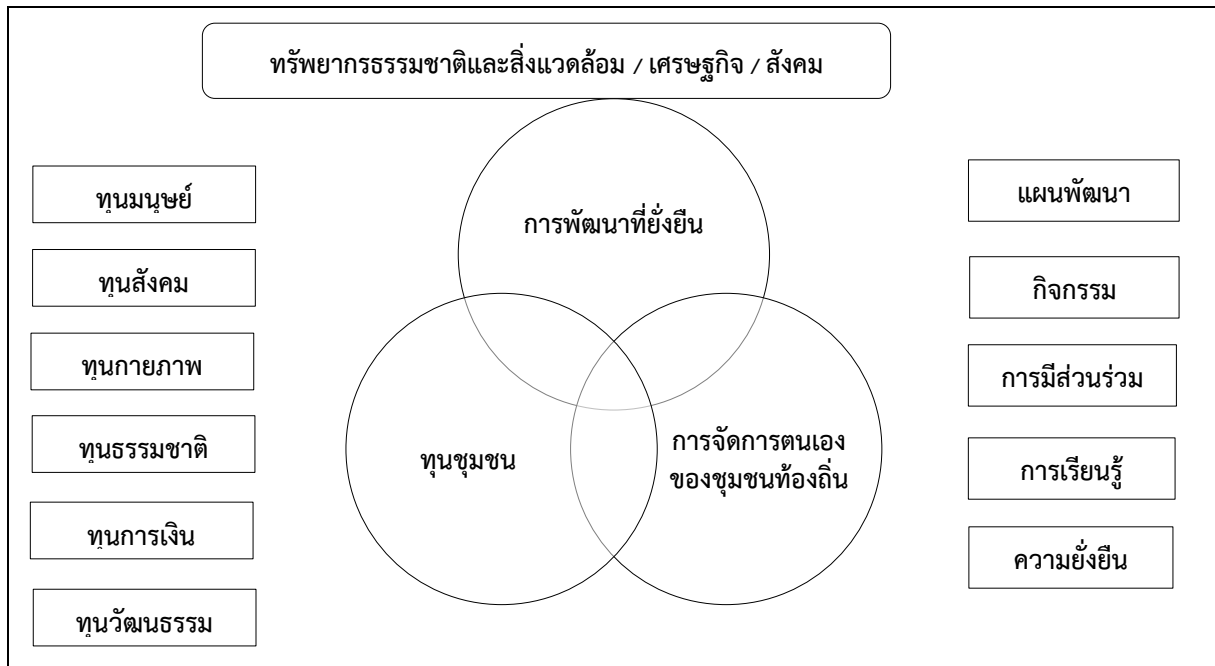 ทรัพยากรธรรมชาติและสิ่งแวดล้อม / เศรษฐกิจ / สังคม
การพัฒนาที่ยั่งยืน
ทุนชุมชน
การจัดการตนเอง
ของชุมชนท้องถิ่น
ทุนมนุษย์
ทุนสังคม
ทุนกายภาพ
ทุนธรรมชาติ
ทุนการเงิน
ทุนวัฒนธรรม
แผนพัฒนา
กิจกรรม
การมีส่วนร่วม
การเรียนรู้
ความยั่งยืน